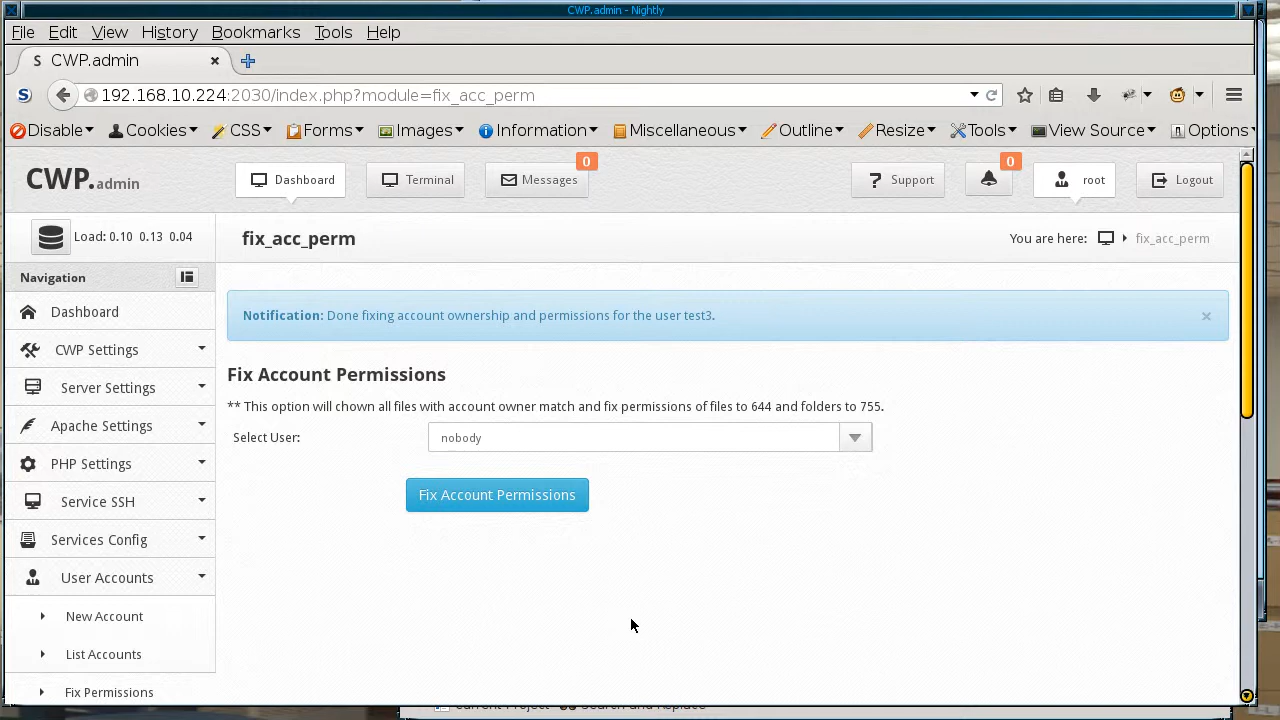 CWP.admin - Nightly
File Edit View History Bookmarks Tools Help
S CWP.admin
S 192.168.10.224:2030/index.php?module=fix_acc_perm
Disable Cookies CSS Forms Images Information Miscellaneous Outline Resize Tools View Source Options
CWP.admin Dashboard Terminal Messages 0 Support 0 root Logout
Load: 0.10 0.13 0.04
fix_acc_perm
You are here: fix_acc_perm
Navigation
Dashboard
CWP Settings
Server Settings
Apache Settings
PHP Settings
Service SSH
Services Config
User Accounts
New Account
List Accounts
Fix Permissions
Notification: Done fixing account ownership and permissions for the user test3.
×
Fix Account Permissions
** This option will chown all files with account owner match and fix permissions of files to 644 and folders to 755.
Select User: nobody
Fix Account Permissions
Current Project Search and Replace